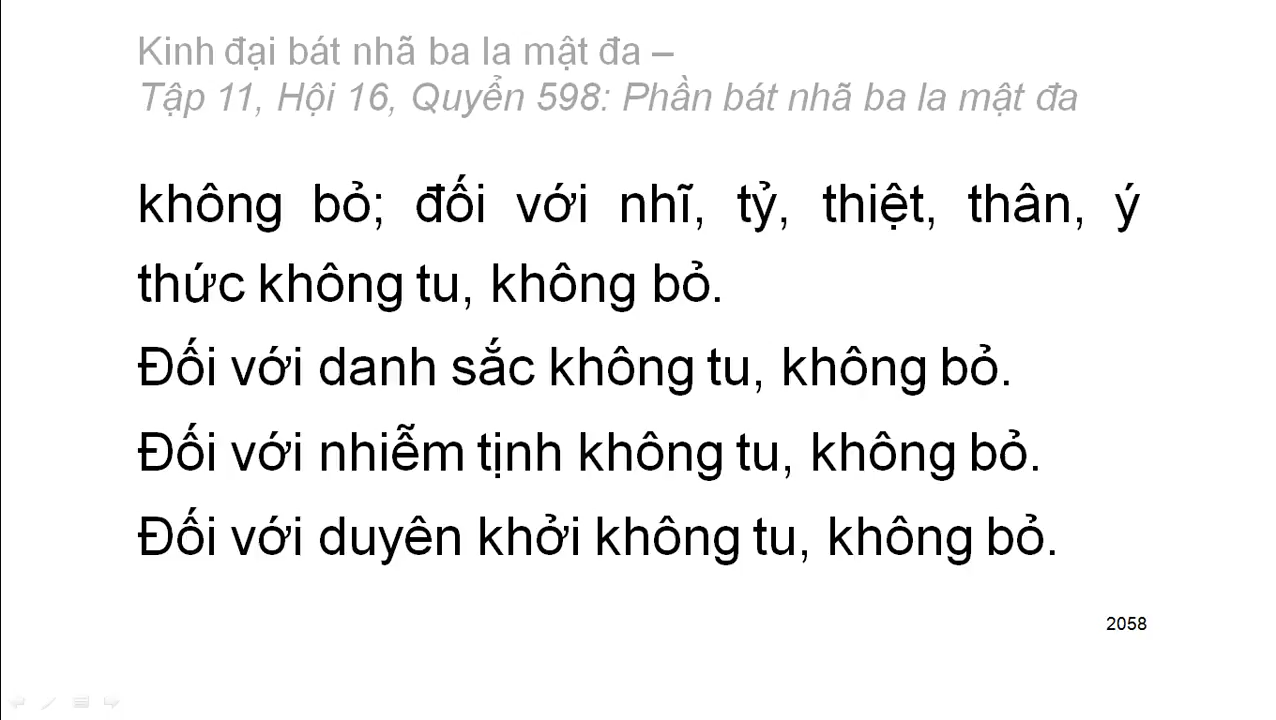 Kinh đại bát nhã ba la mật đa –
Tập 11, Hội 16, Quyển 598: Phần bát nhã ba la mật đa
không bỏ; đối với nhĩ, tỷ, thiệt, thân, ý
thức không tu, không bỏ.
Đối với danh sắc không tu, không bỏ.
Đối với nhiễm tịnh không tu, không bỏ.
Đối với duyên khởi không tu, không bỏ.
2058